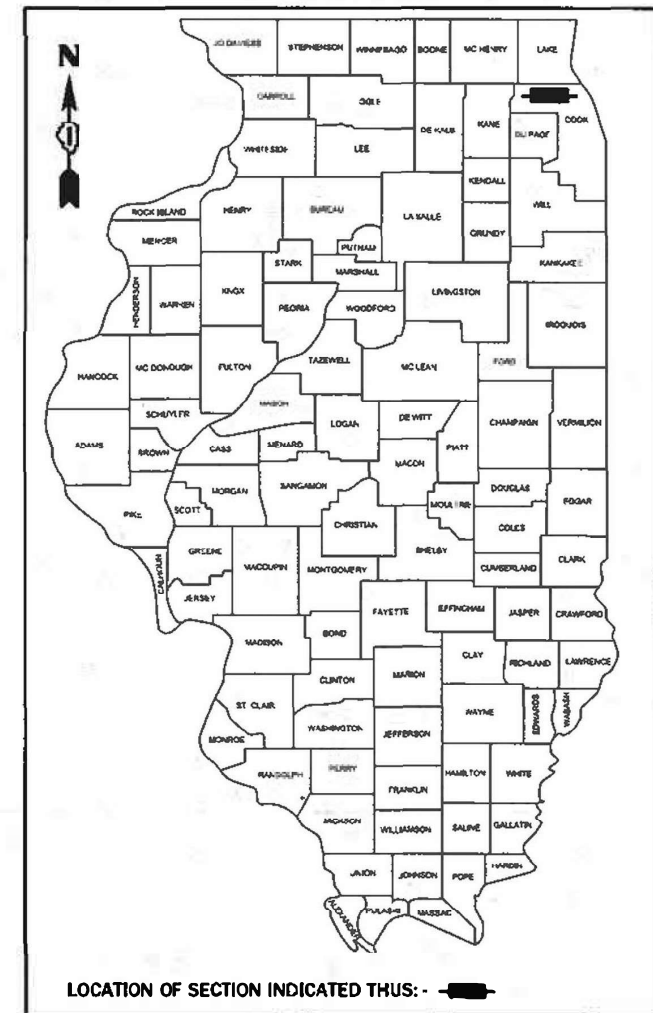 JO DAVIESS STEPHENSON WINNEBAGO BOONE MC HENRY LAKE
N
CARROLL OGLE DE KALB KANE COOK
DU PAGE
WHITESIDE LEE
KENDALL
WILL
ROCK ISLAND HENRY BUREAU LA SALLE
GRUNDY
MERCER PUTNAM
STARK KANKAKEE
MARSHALL
HENDERSON WARREN KNOX LIVINGSTON
PEORIA WOODFORD IROQUOIS
HANCOCK MC DONOUGH FULTON TAZEWELL MC LEAN FORD
MASON
SCHUYLER LOGAN DE WITT CHAMPAIGN VERMILION
ADAMS BROWN CASS MENARD PIATT
MACON
MORGAN SANGAMON DOUGLAS
PIKE SCOTT MOULTRIE EDGAR
CHRISTIAN COLES
GREENE SHELBY
CALHOUN MACOUPIN MONTGOMERY CUMBERLAND CLARK
JERSEY FAYETTE EFFINGHAM JASPER CRAWFORD
MADISON BOND
CLAY RICHLAND LAWRENCE
CLINTON MARION
ST. CLAIR WAYNE EDWARDS WABASH
WASHINGTON JEFFERSON
MONROE
RANDOLPH PERRY HAMILTON WHITE
FRANKLIN
JACKSON WILLIAMSON SALINE GALLATIN
UNION JOHNSON POPE HARDIN
ALEXANDER PULASKI MASSAC
LOCATION OF SECTION INDICATED THUS: -